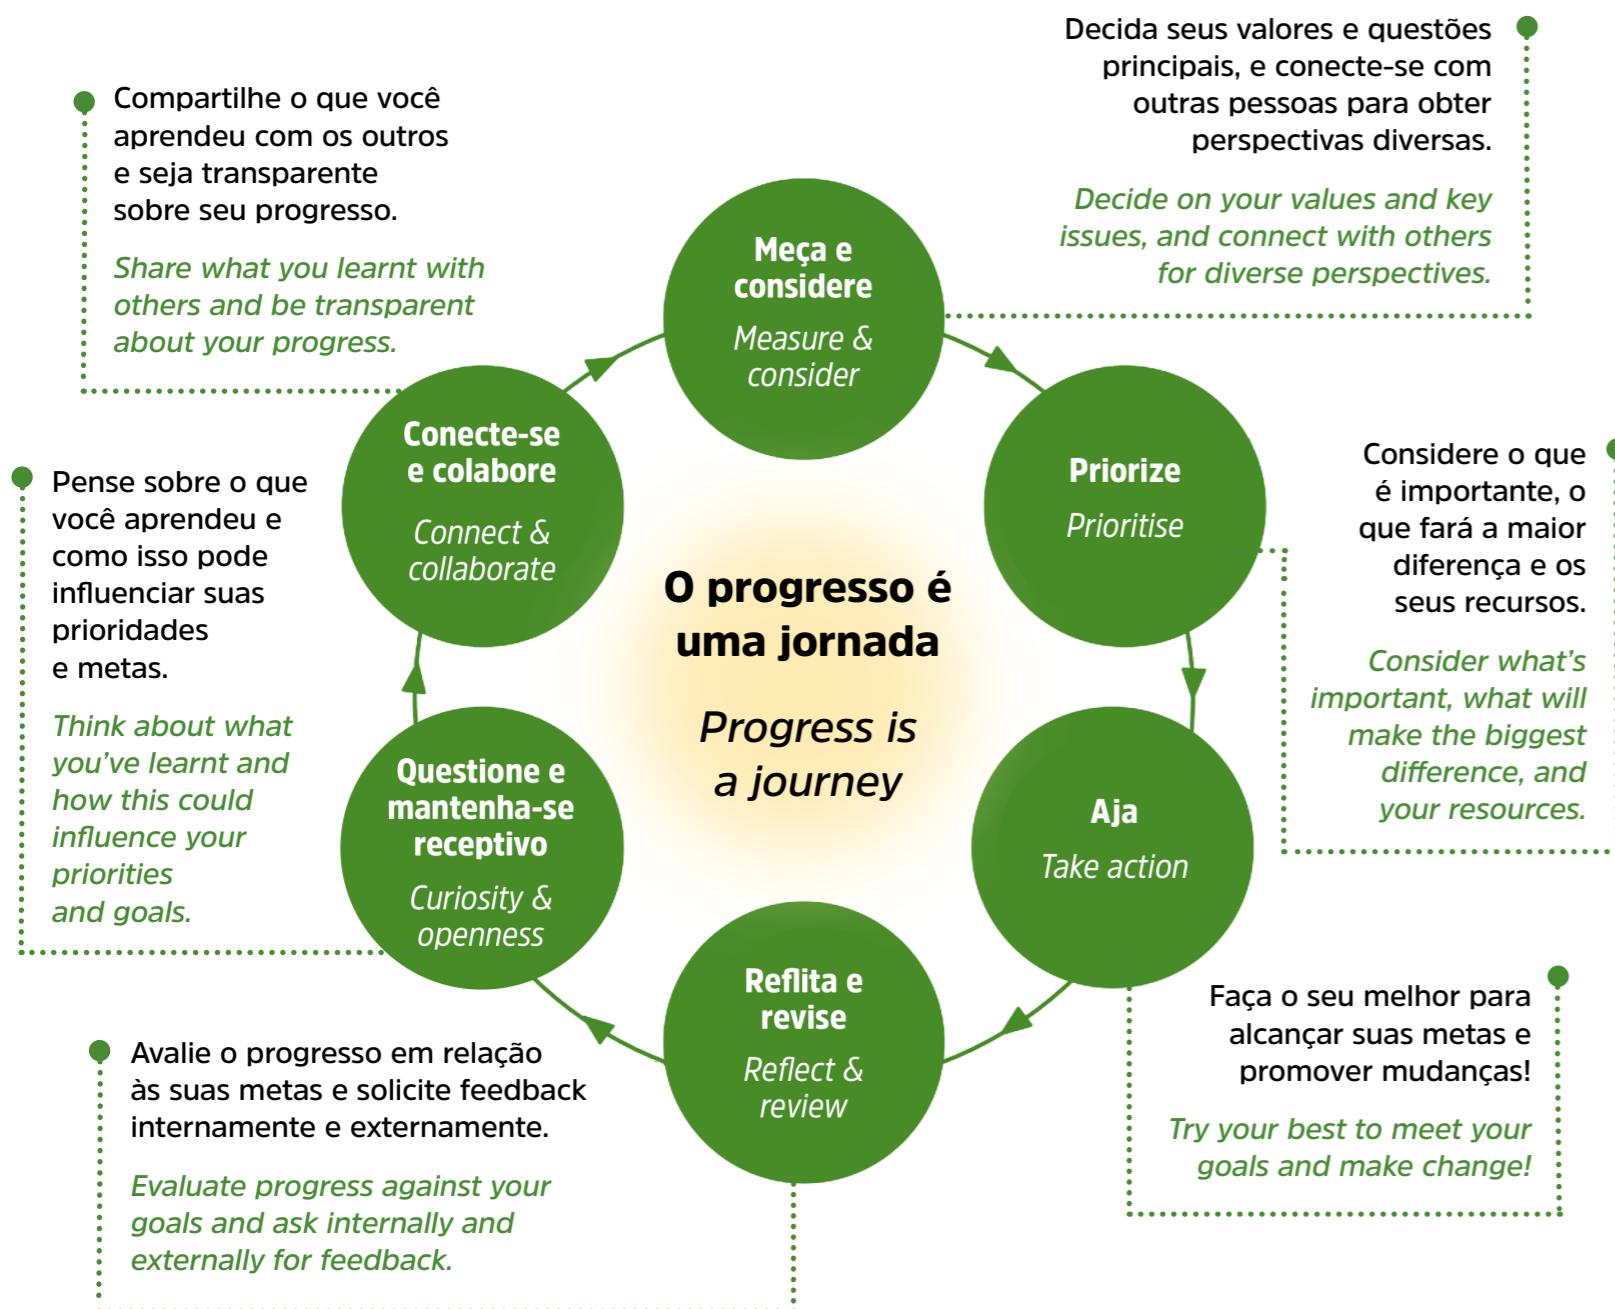 Decida seus valores e questões
principais, e conecte-se com
outras pessoas para obter
perspectivas diversas.
Decide on your values and key
issues, and connect with others
for diverse perspectives.
Compartilhe o que você
aprendeu com os outros
e seja transparente
sobre seu progresso.
Share what you learnt with
others and be transparent
about your progress.
Meça e
considere
Measure &
consider
Conecte-se
e colabore
Connect &
collaborate
Priorize
Prioritise
Considere o que
é importante, o
que fará a maior
diferença e os
seus recursos.
Consider what's
important, what will
make the biggest
difference, and
your resources.
Pense sobre o que
você aprendeu e
como isso pode
influenciar suas
prioridades
e metas.
Think about what
you've learnt and
how this could
influence your
priorities
and goals.
O progresso é
uma jornada
Progress is
a journey
Questione e
mantenha-se
receptivo
Curiosity &
openness
Aja
Take action
Reflita e
revise
Reflect &
review
Faça o seu melhor para
alcançar suas metas e
promover mudanças!
Try your best to meet your
goals and make change!
Avalie o progresso em relação
às suas metas e solicite feedback
internamente e externamente.
Evaluate progress against your
goals and ask internally and
externally for feedback.